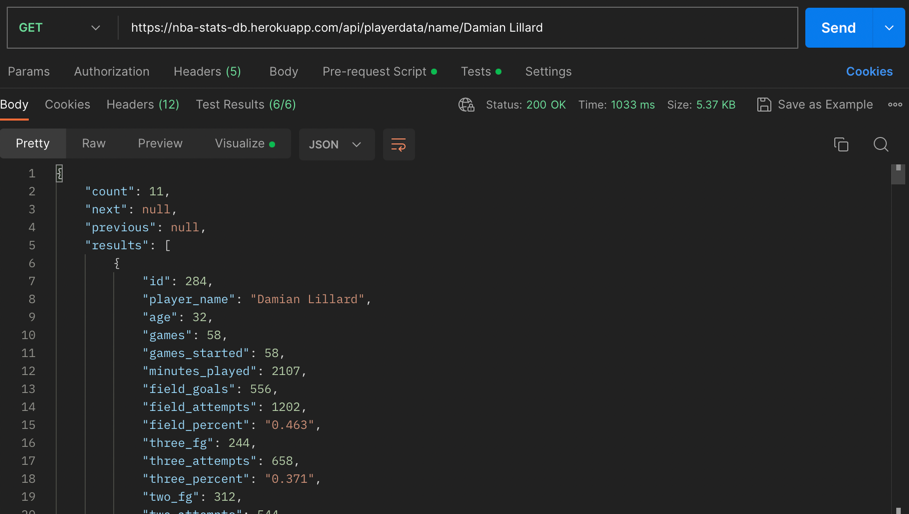 GET https://nba-stats-db.herokuapp.com/api/playerdata/name/Damian Lillard Send
Params Authorization Headers (5) Body Pre-request Script Tests Settings Cookies
Body Cookies Headers (12) Test Results (6/6) Status: 200 OK Time: 1033 ms Size: 5.37 KB Save as Example
Pretty Raw Preview Visualize JSON
1 {
2 "count": 11,
3 "next": null,
4 "previous": null,
5 "results": [
6 {
7 "id": 284,
8 "player_name": "Damian Lillard",
9 "age": 32,
10 "games": 58,
11 "games_started": 58,
12 "minutes_played": 2107,
13 "field_goals": 556,
14 "field_attempts": 1202,
15 "field_percent": "0.463",
16 "three_fg": 244,
17 "three_attempts": 658,
18 "three_percent": "0.371",
19 "two_fg": 312,
20 "two_attempts": 544